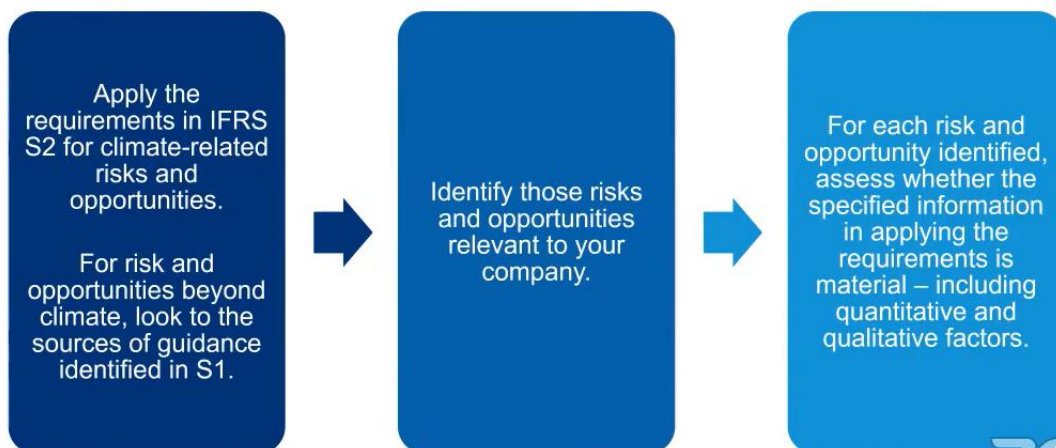 Apply the
requirements in IFRS
S2 for climate-related
risks and
opportunities.
For risk and
opportunities beyond
climate, look to the
sources of guidance
identified in S1.
Identify those risks
and opportunities
relevant to your
company.
For each risk and
opportunity identified,
assess whether the
specified information
in applying the
requirements is
material – including
quantitative and
qualitative factors.